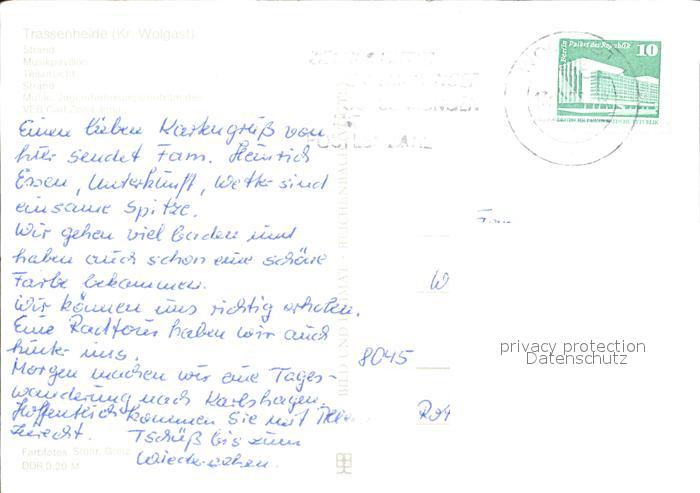 Trassenheide (Kr. Wolgast)
Strand
Musikpavillon
Strand
Einen lieben Kartengruß von
hier sendet Fam. Heinrich
Essen, Unterkunft, Wetter sind
einsame Spitze.
Wir gehen viel baden und
haben auch schon eine schöne
Farbe bekommen.
Wir können uns richtig erholen.
Eine Radtour haben wir auch
hinter uns.
Morgen machen wir eine Tages-
wanderung nach Karlshagen.
Hoffentlich kommen Sie mit
zurecht. Tschüß bis zum
Wiedersehen.
Farbfotos: Stöhr, Greiz
DDR 0,20 M
BILD UND HEIMAT · REICHENBACH
10
Berlin Palast der Republik
8045
W
privacy protection
Datenschutz